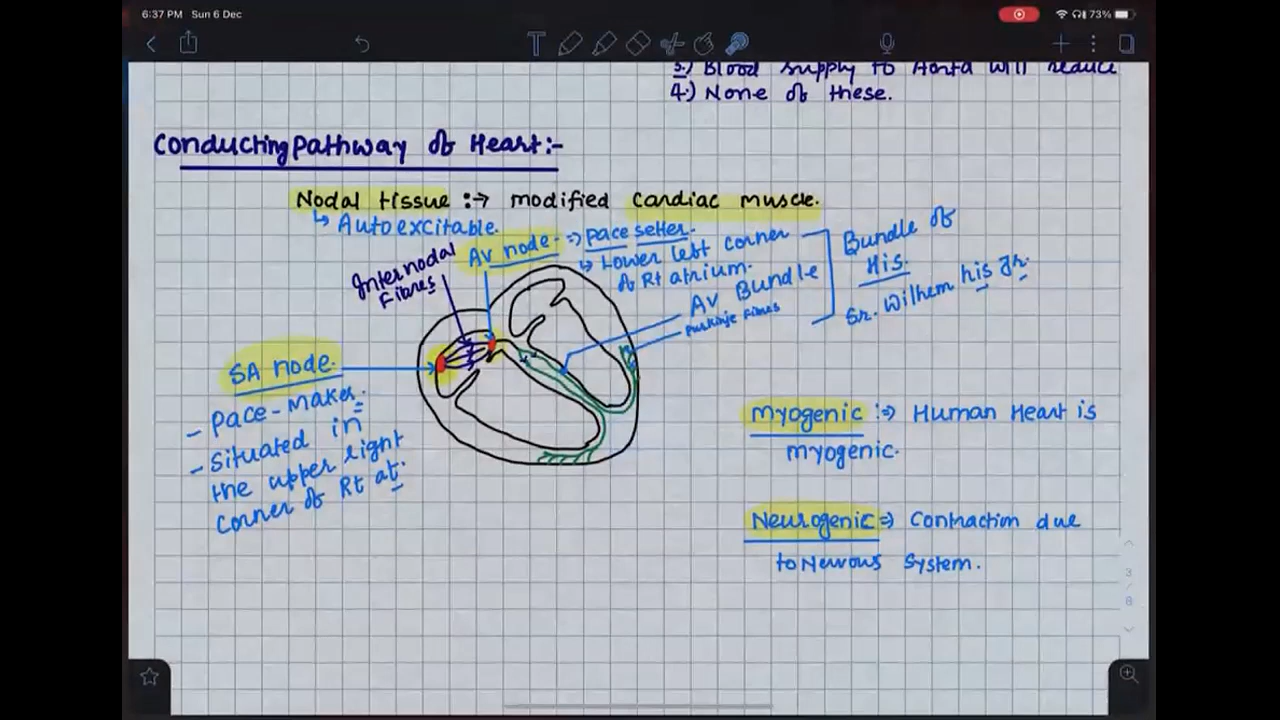 6:37 PM Sun 6 Dec
73%
3.) Blood supply to Aorta will reduce
4.) None of these.
Conducting Pathway of Heart:-
Nodal tissue :→ modified cardiac muscle.
↳ Autoexcitable.
Internodal
Fibres
AV node. ⇒ pace setter.
↳ Lower left corner
of Rt atrium.
AV Bundle
Purkinje Fibres
Bundle of
His.
Sr. Wilhem his Jr.
SA node.
- Pace-maker.
- Situated in
the upper right
corner of Rt at.
myogenic :⇒ Human Heart is
myogenic.
Neurogenic ⇒ Contraction due
to Nervous System.
3
/
8